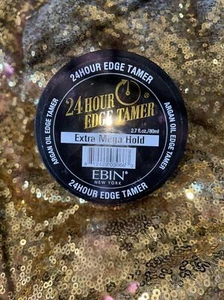 24HOUR EDGE TAMER
24 HOUR
EDGE TAMER
2.7 fl.oz./80ml
Extra Mega Hold
EBIN
NEW YORK
ARGAN OIL EDGE TAMER
ARGAN OIL EDGE TAMER
24HOUR EDGE TAMER